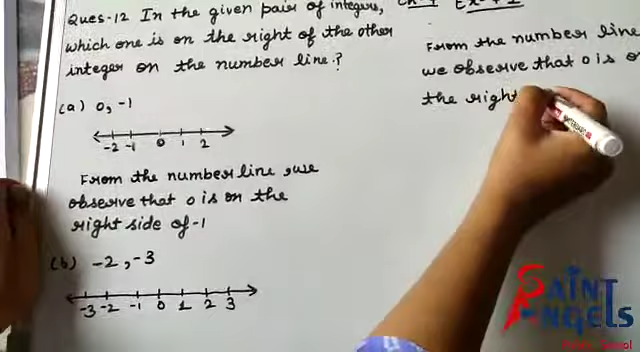 Ques-12 In the given pair of integers,
which one is on the right of the other
integer on the number line.?
(a) 0, -1
-2 -1 0 1 2
From the number line, we
observe that 0 is on the
right side of -1
(b) -2, -3
-3 -2 -1 0 1 2 3
From the number line
we observe that 0 is o
the right
SAINT
ANGELS